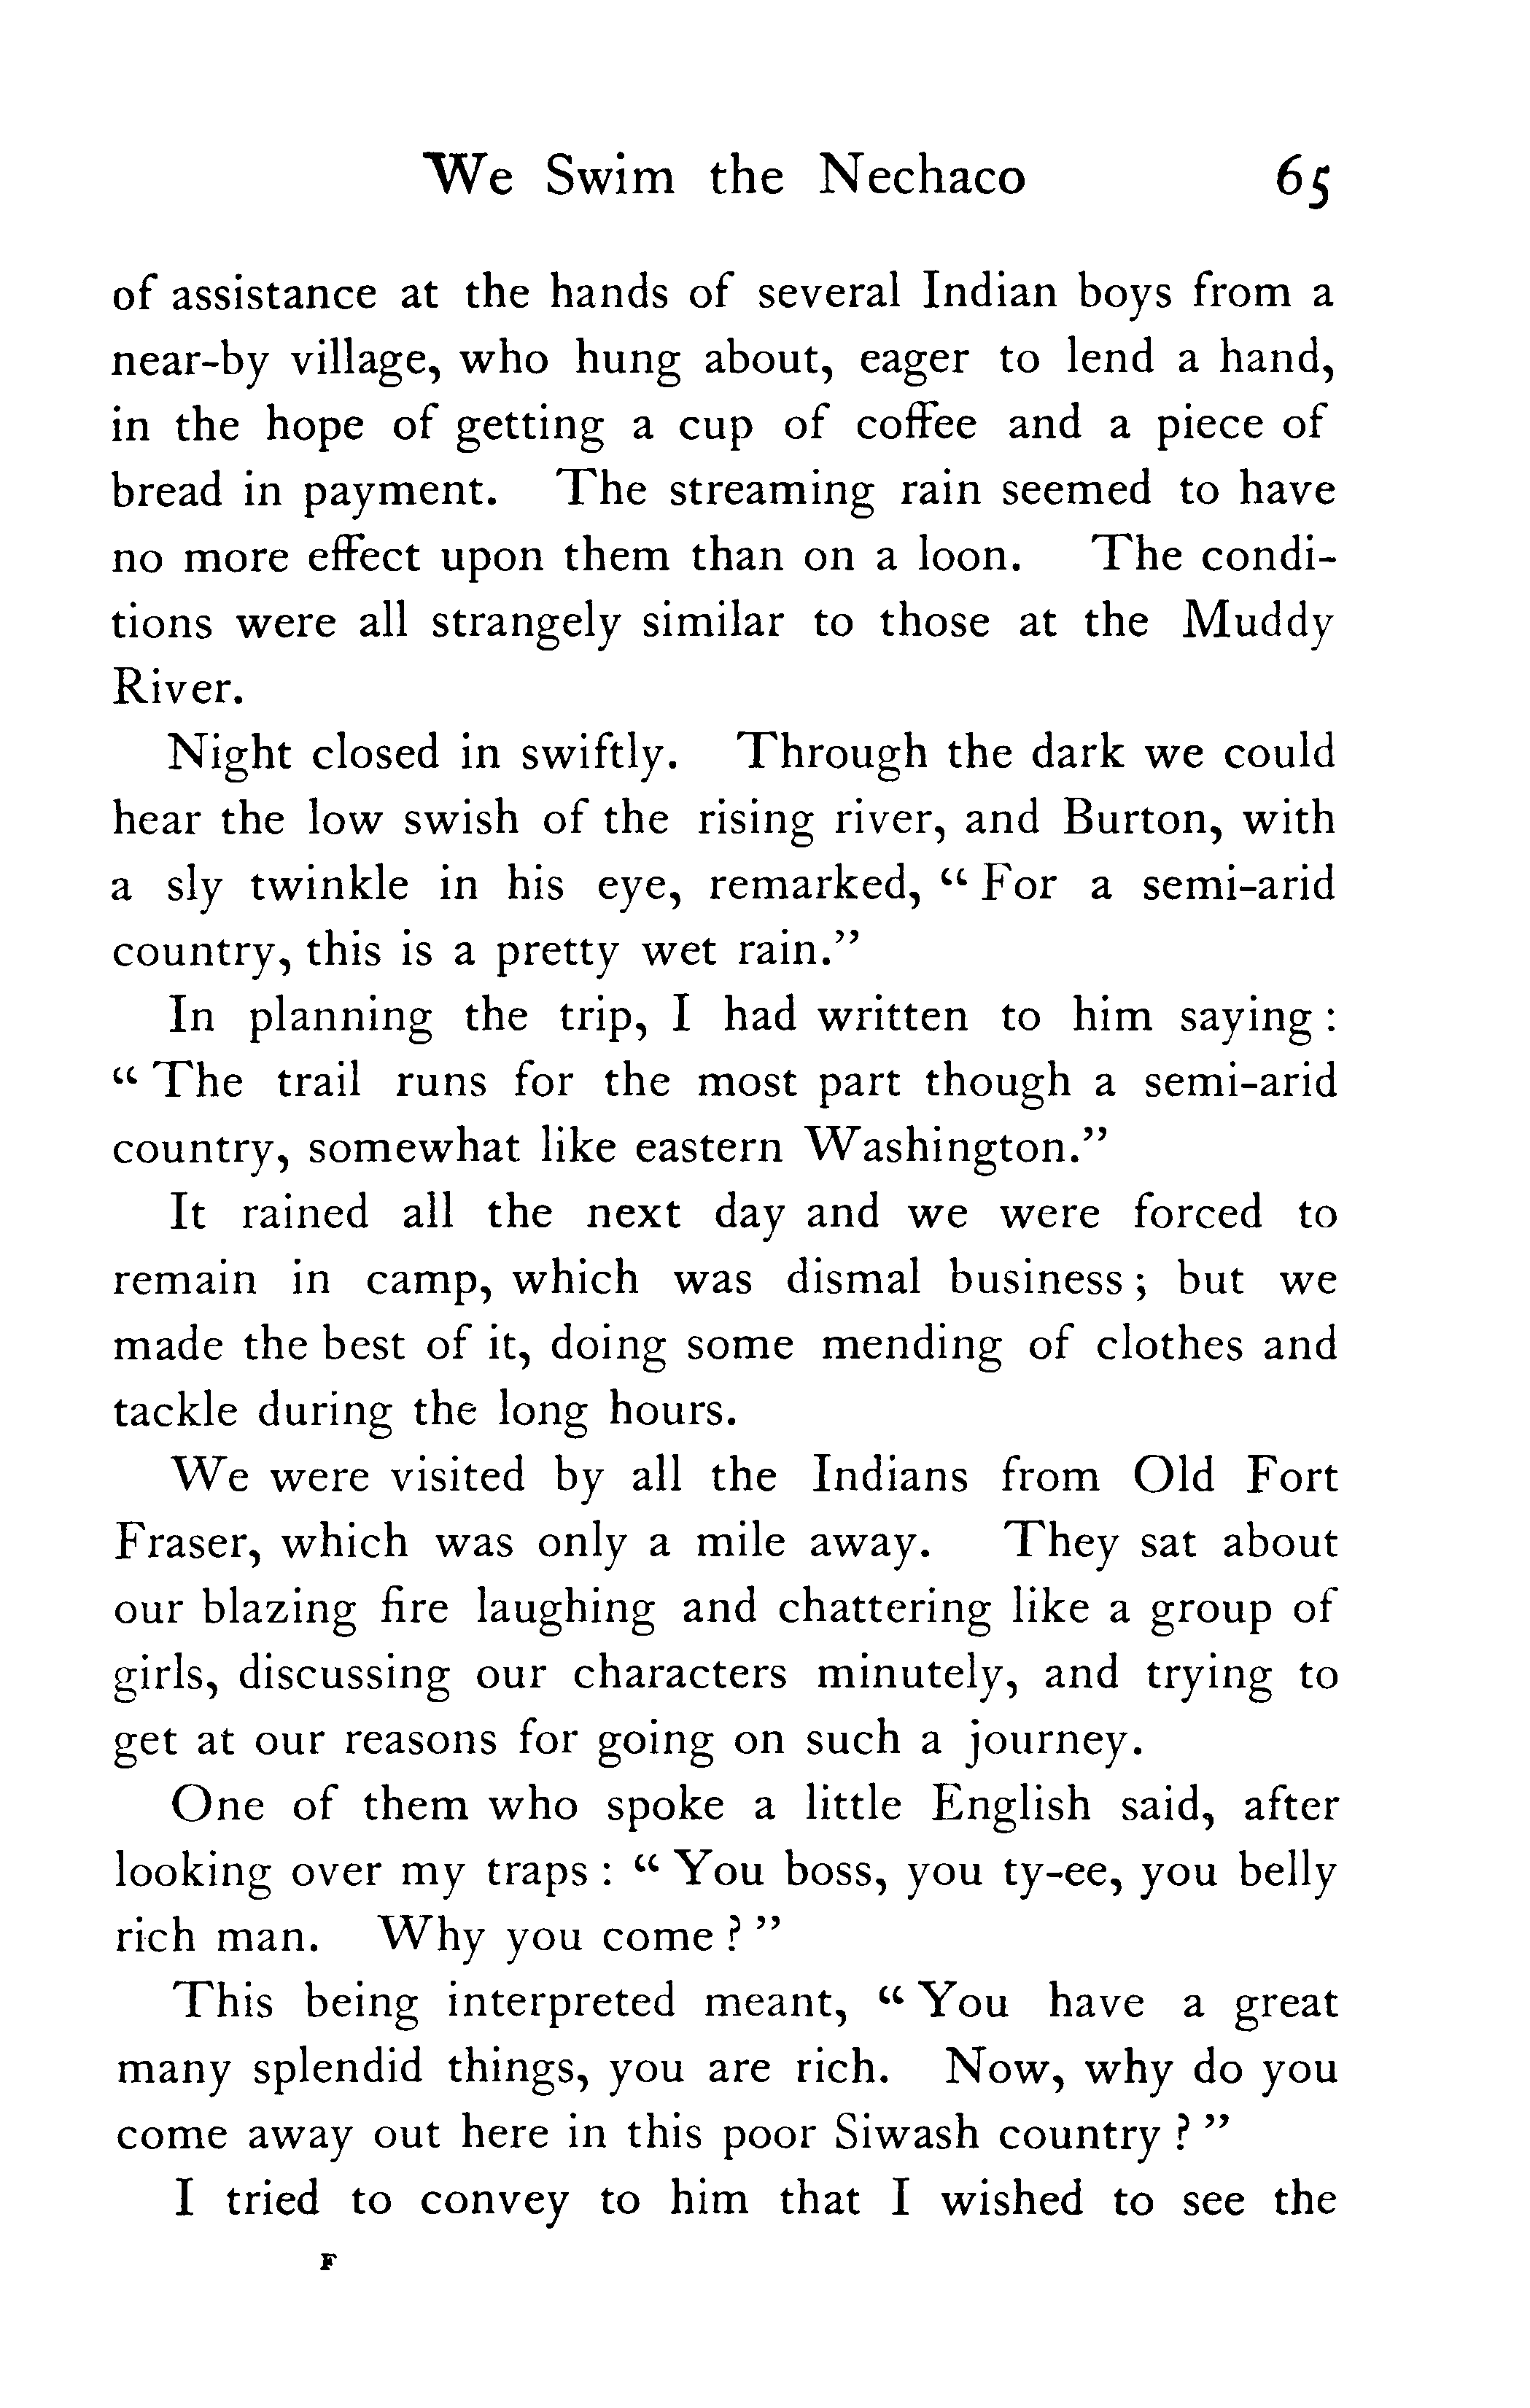 We Swim the Nechaco 65
of assistance at the hands of several Indian boys from a
near-by village, who hung about, eager to lend a hand,
in the hope of getting a cup of coffee and a piece of
bread in payment. The streaming rain seemed to have
no more effect upon them than on a loon. The condi-
tions were all strangely similar to those at the Muddy
River.
Night closed in swiftly. Through the dark we could
hear the low swish of the rising river, and Burton, with
a sly twinkle in his eye, remarked, “ For a semi-arid
country, this is a pretty wet rain.”
In planning the trip, I had written to him saying :
“ The trail runs for the most part though a semi-arid
country, somewhat like eastern Washington.”
It rained all the next day and we were forced to
remain in camp, which was dismal business ; but we
made the best of it, doing some mending of clothes and
tackle during the long hours.
We were visited by all the Indians from Old Fort
Fraser, which was only a mile away. They sat about
our blazing fire laughing and chattering like a group of
girls, discussing our characters minutely, and trying to
get at our reasons for going on such a journey.
One of them who spoke a little English said, after
looking over my traps : “ You boss, you ty-ee, you belly
rich man. Why you come ? ”
This being interpreted meant, “ You have a great
many splendid things, you are rich. Now, why do you
come away out here in this poor Siwash country ? ”
I tried to convey to him that I wished to see the
F